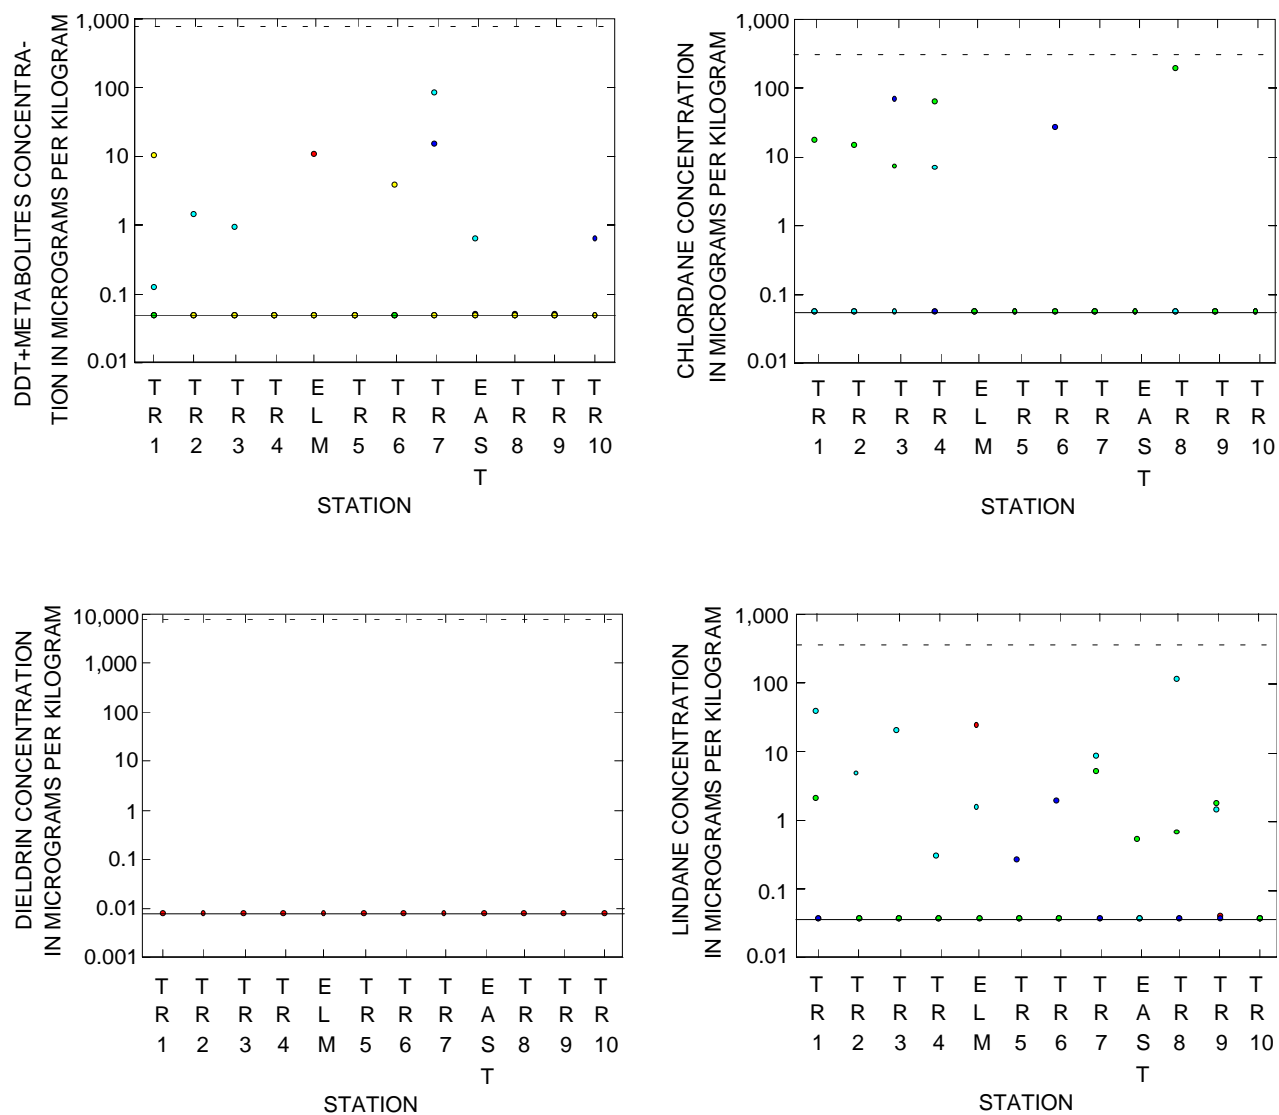 DDT+METABOLITES CONCENTRA-
TION IN MICROGRAMS PER KILOGRAM
1,000
100
10
1
0.1
0.01
T T T T E T T T E T T T
R R R R L R R R A R R R
1 2 3 4 M 5 6 7 S 8 9 10
T
STATION
CHLORDANE CONCENTRATION
IN MICROGRAMS PER KILOGRAM
1,000
100
10
1
0.1
0.01
T T T T E T T T E T T T
R R R R L R R R A R R R
1 2 3 4 M 5 6 7 S 8 9 10
T
STATION
DIELDRIN CONCENTRATION
IN MICROGRAMS PER KILOGRAM
10,000
1,000
100
10
1
0.1
0.01
0.001
T T T T E T T T E T T T
R R R R L R R R A R R R
1 2 3 4 M 5 6 7 S 8 9 10
T
STATION
LINDANE CONCENTRATION
IN MICROGRAMS PER KILOGRAM
1,000
100
10
1
0.1
0.01
T T T T E T T T E T T T
R R R R L R R R A R R R
1 2 3 4 M 5 6 7 S 8 9 10
T
STATION